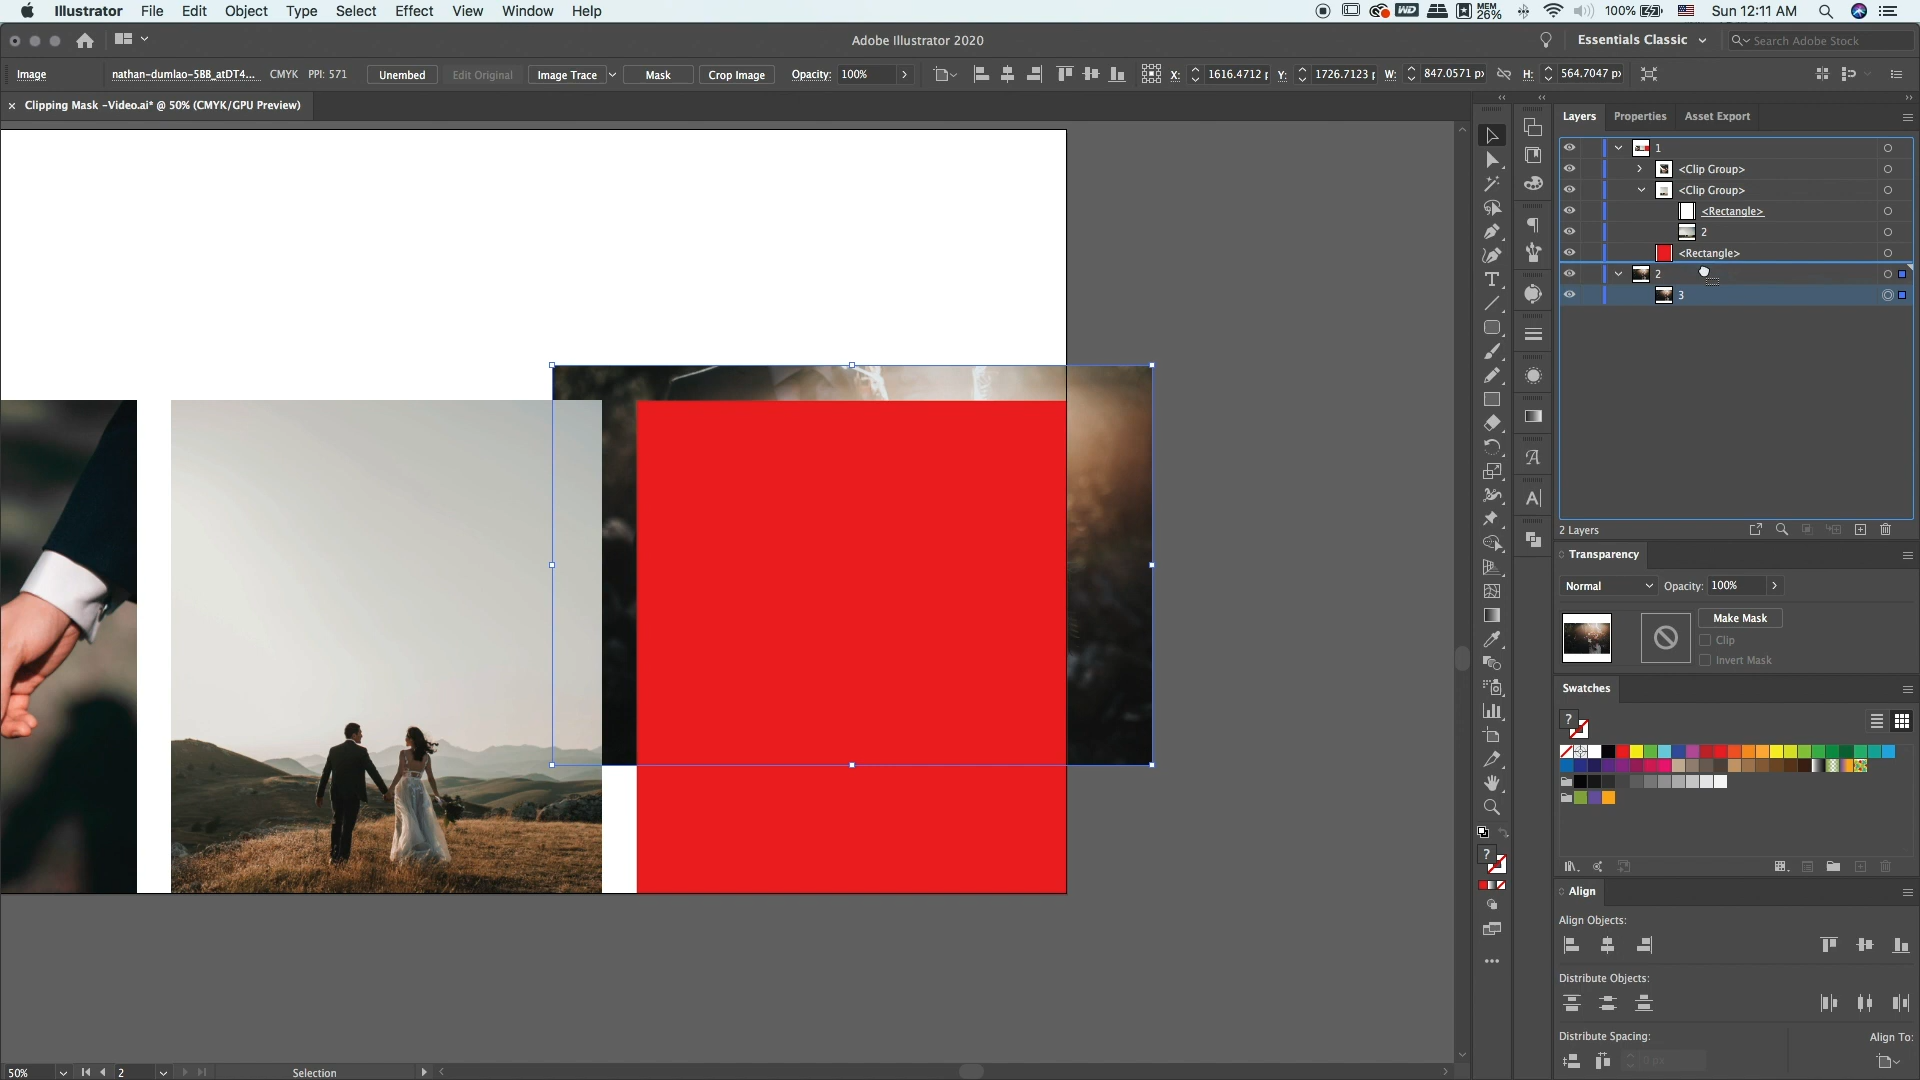 Illustrator File Edit Object Type Select Effect View Window Help
WD MEM 26% 100% Sun 12:11 AM
Adobe Illustrator 2020
Essentials Classic
Search Adobe Stock
Image nathan-dumlao-5BB_atDT4... CMYK PPI: 571 Unembed Edit Original Image Trace Mask Crop Image Opacity: 100% X: 1616.4712 Y: 1726.7123 W: 847.0571 px H: 564.7047 px
Clipping Mask -Video.ai* @ 50% (CMYK/GPU Preview)
Layers Properties Asset Export
1
<Clip Group>
<Clip Group>
<Rectangle>
2
<Rectangle>
2
3
2 Layers
Transparency
Normal Opacity: 100%
Make Mask
Clip
Invert Mask
Swatches
?
?
Align
Align Objects:
Distribute Objects:
Distribute Spacing: Align To:
0 px
50% 2 Selection